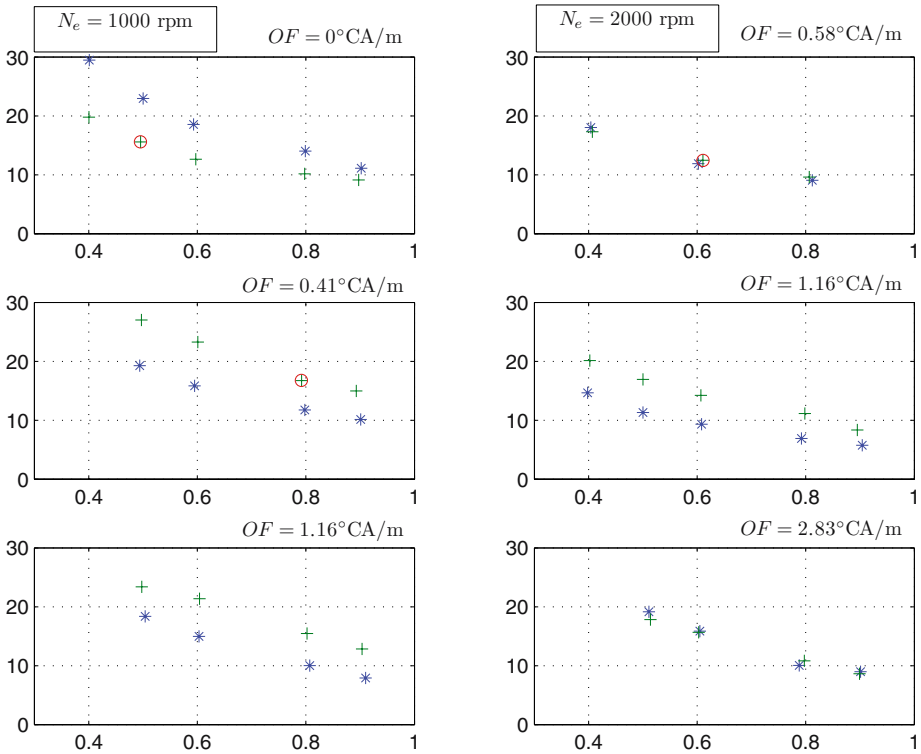 N_e = 1000 rpm
OF = 0°CA/m
30
20
10
0
0.4 0.6 0.8 1
N_e = 2000 rpm
OF = 0.58°CA/m
30
20
10
0
0.4 0.6 0.8 1
OF = 0.41°CA/m
30
20
10
0
0.4 0.6 0.8 1
OF = 1.16°CA/m
30
20
10
0
0.4 0.6 0.8 1
OF = 1.16°CA/m
30
20
10
0
0.4 0.6 0.8 1
OF = 2.83°CA/m
30
20
10
0
0.4 0.6 0.8 1